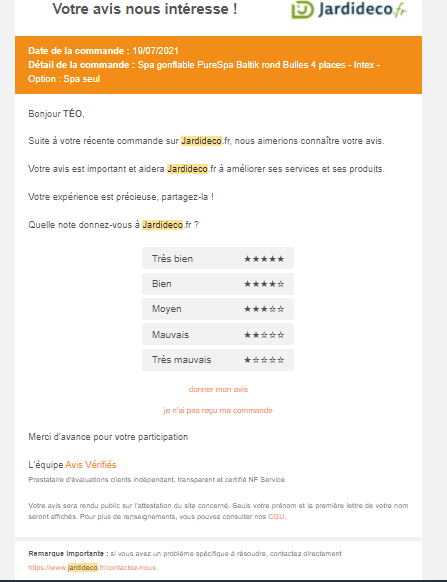 Votre avis nous intéresse !
Jardideco.fr
Date de la commande : 19/07/2021
Détail de la commande : Spa gonflable PureSpa Baltik rond Bulles 4 places - Intex -
Option : Spa seul
Bonjour TÉO,
Suite à votre récente commande sur Jardideco.fr, nous aimerions connaître votre avis.
Votre avis est important et aidera Jardideco.fr à améliorer ses services et ses produits.
Votre expérience est précieuse, partagez-la !
Quelle note donnez-vous à Jardideco.fr ?
Très bien ★★★★★
Bien ★★★★☆
Moyen ★★★☆☆
Mauvais ★★☆☆☆
Très mauvais ★☆☆☆☆
donner mon avis
je n'ai pas reçu ma commande
Merci d'avance pour votre participation
L'équipe Avis Vérifiés
Prestataire d'évaluations clients indépendant, transparent et certifié NF Service
Votre avis sera rendu public sur l'attestation du site concerné. Seuls votre prénom et la première lettre de votre nom
seront affichés. Pour plus de renseignements, vous pouvez consulter nos CGU.
Remarque importante : si vous avez un problème spécifique à résoudre, contactez directement
https://www.jardideco.fr/contactez-nous.